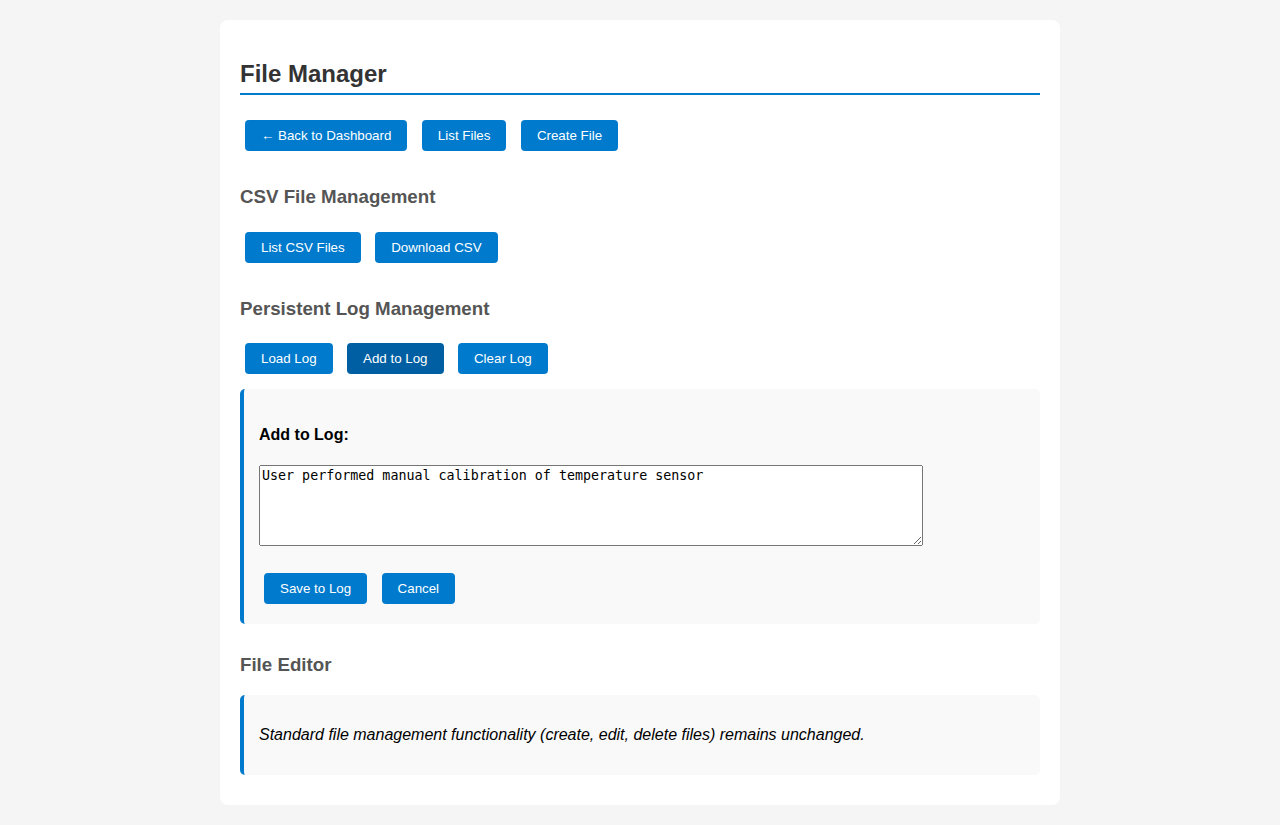 File Manager
← Back to Dashboard List Files Create File
CSV File Management
List CSV Files Download CSV
Persistent Log Management
Load Log Add to Log Clear Log
Add to Log:
User performed manual calibration of temperature sensor
Save to Log Cancel
File Editor
Standard file management functionality (create, edit, delete files) remains unchanged.